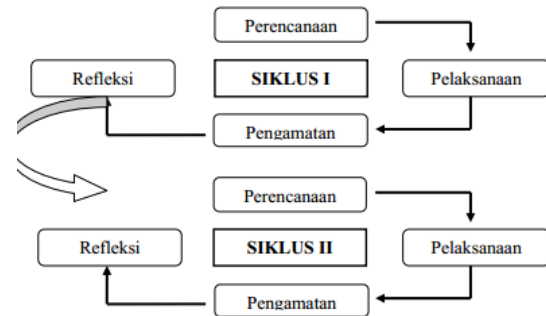 Perencanaan
Refleksi
SIKLUS I
Pelaksanaan
Pengamatan
Perencanaan
Refleksi
SIKLUS II
Pelaksanaan
Pengamatan